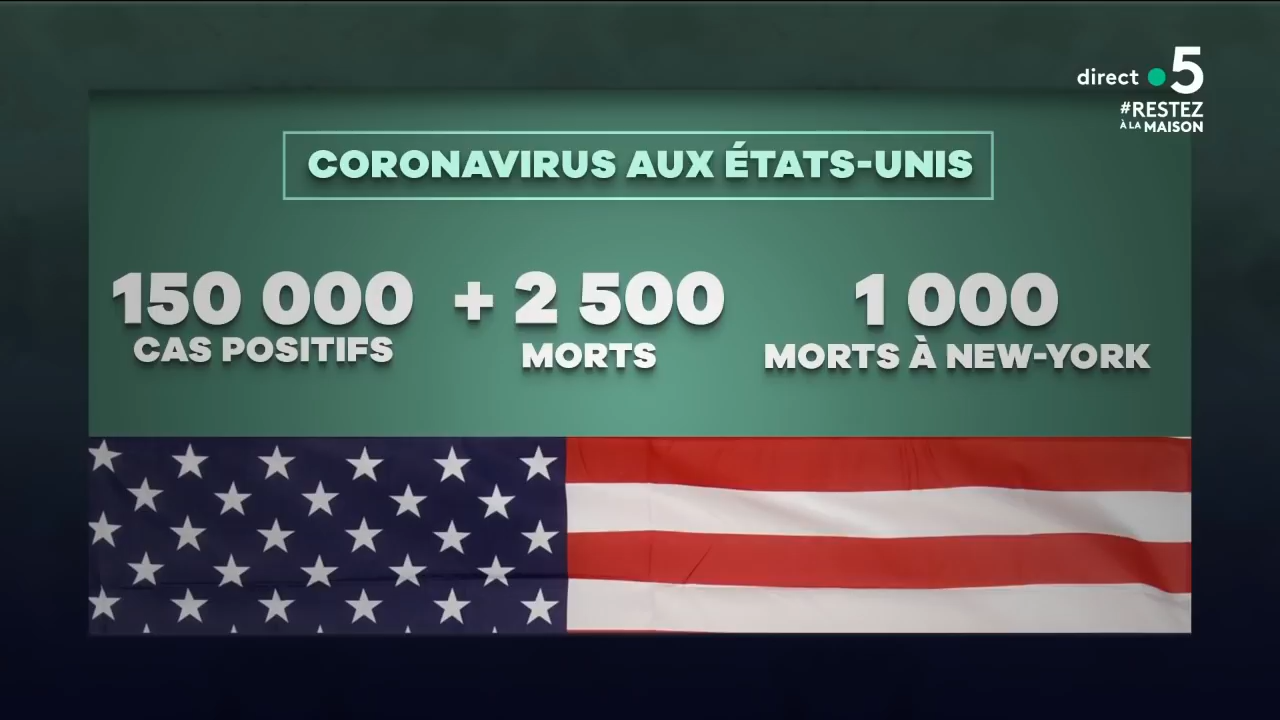 direct 5
#RESTEZ
À LA MAISON
CORONAVIRUS AUX ÉTATS-UNIS
150 000
CAS POSITIFS
+ 2 500
MORTS
1 000
MORTS À NEW-YORK